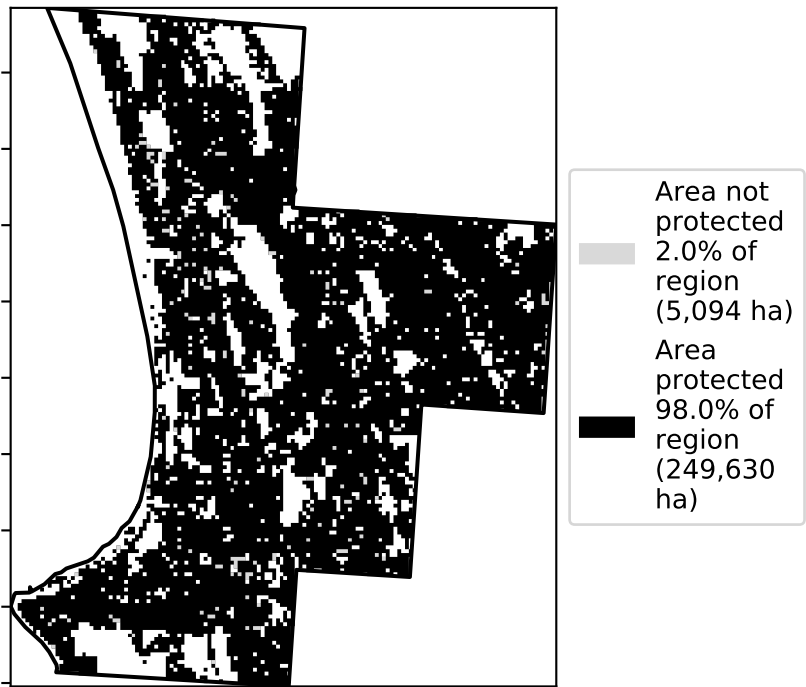 Area not
protected
2.0% of
region
(5,094 ha)
Area
protected
98.0% of
region
(249,630
ha)